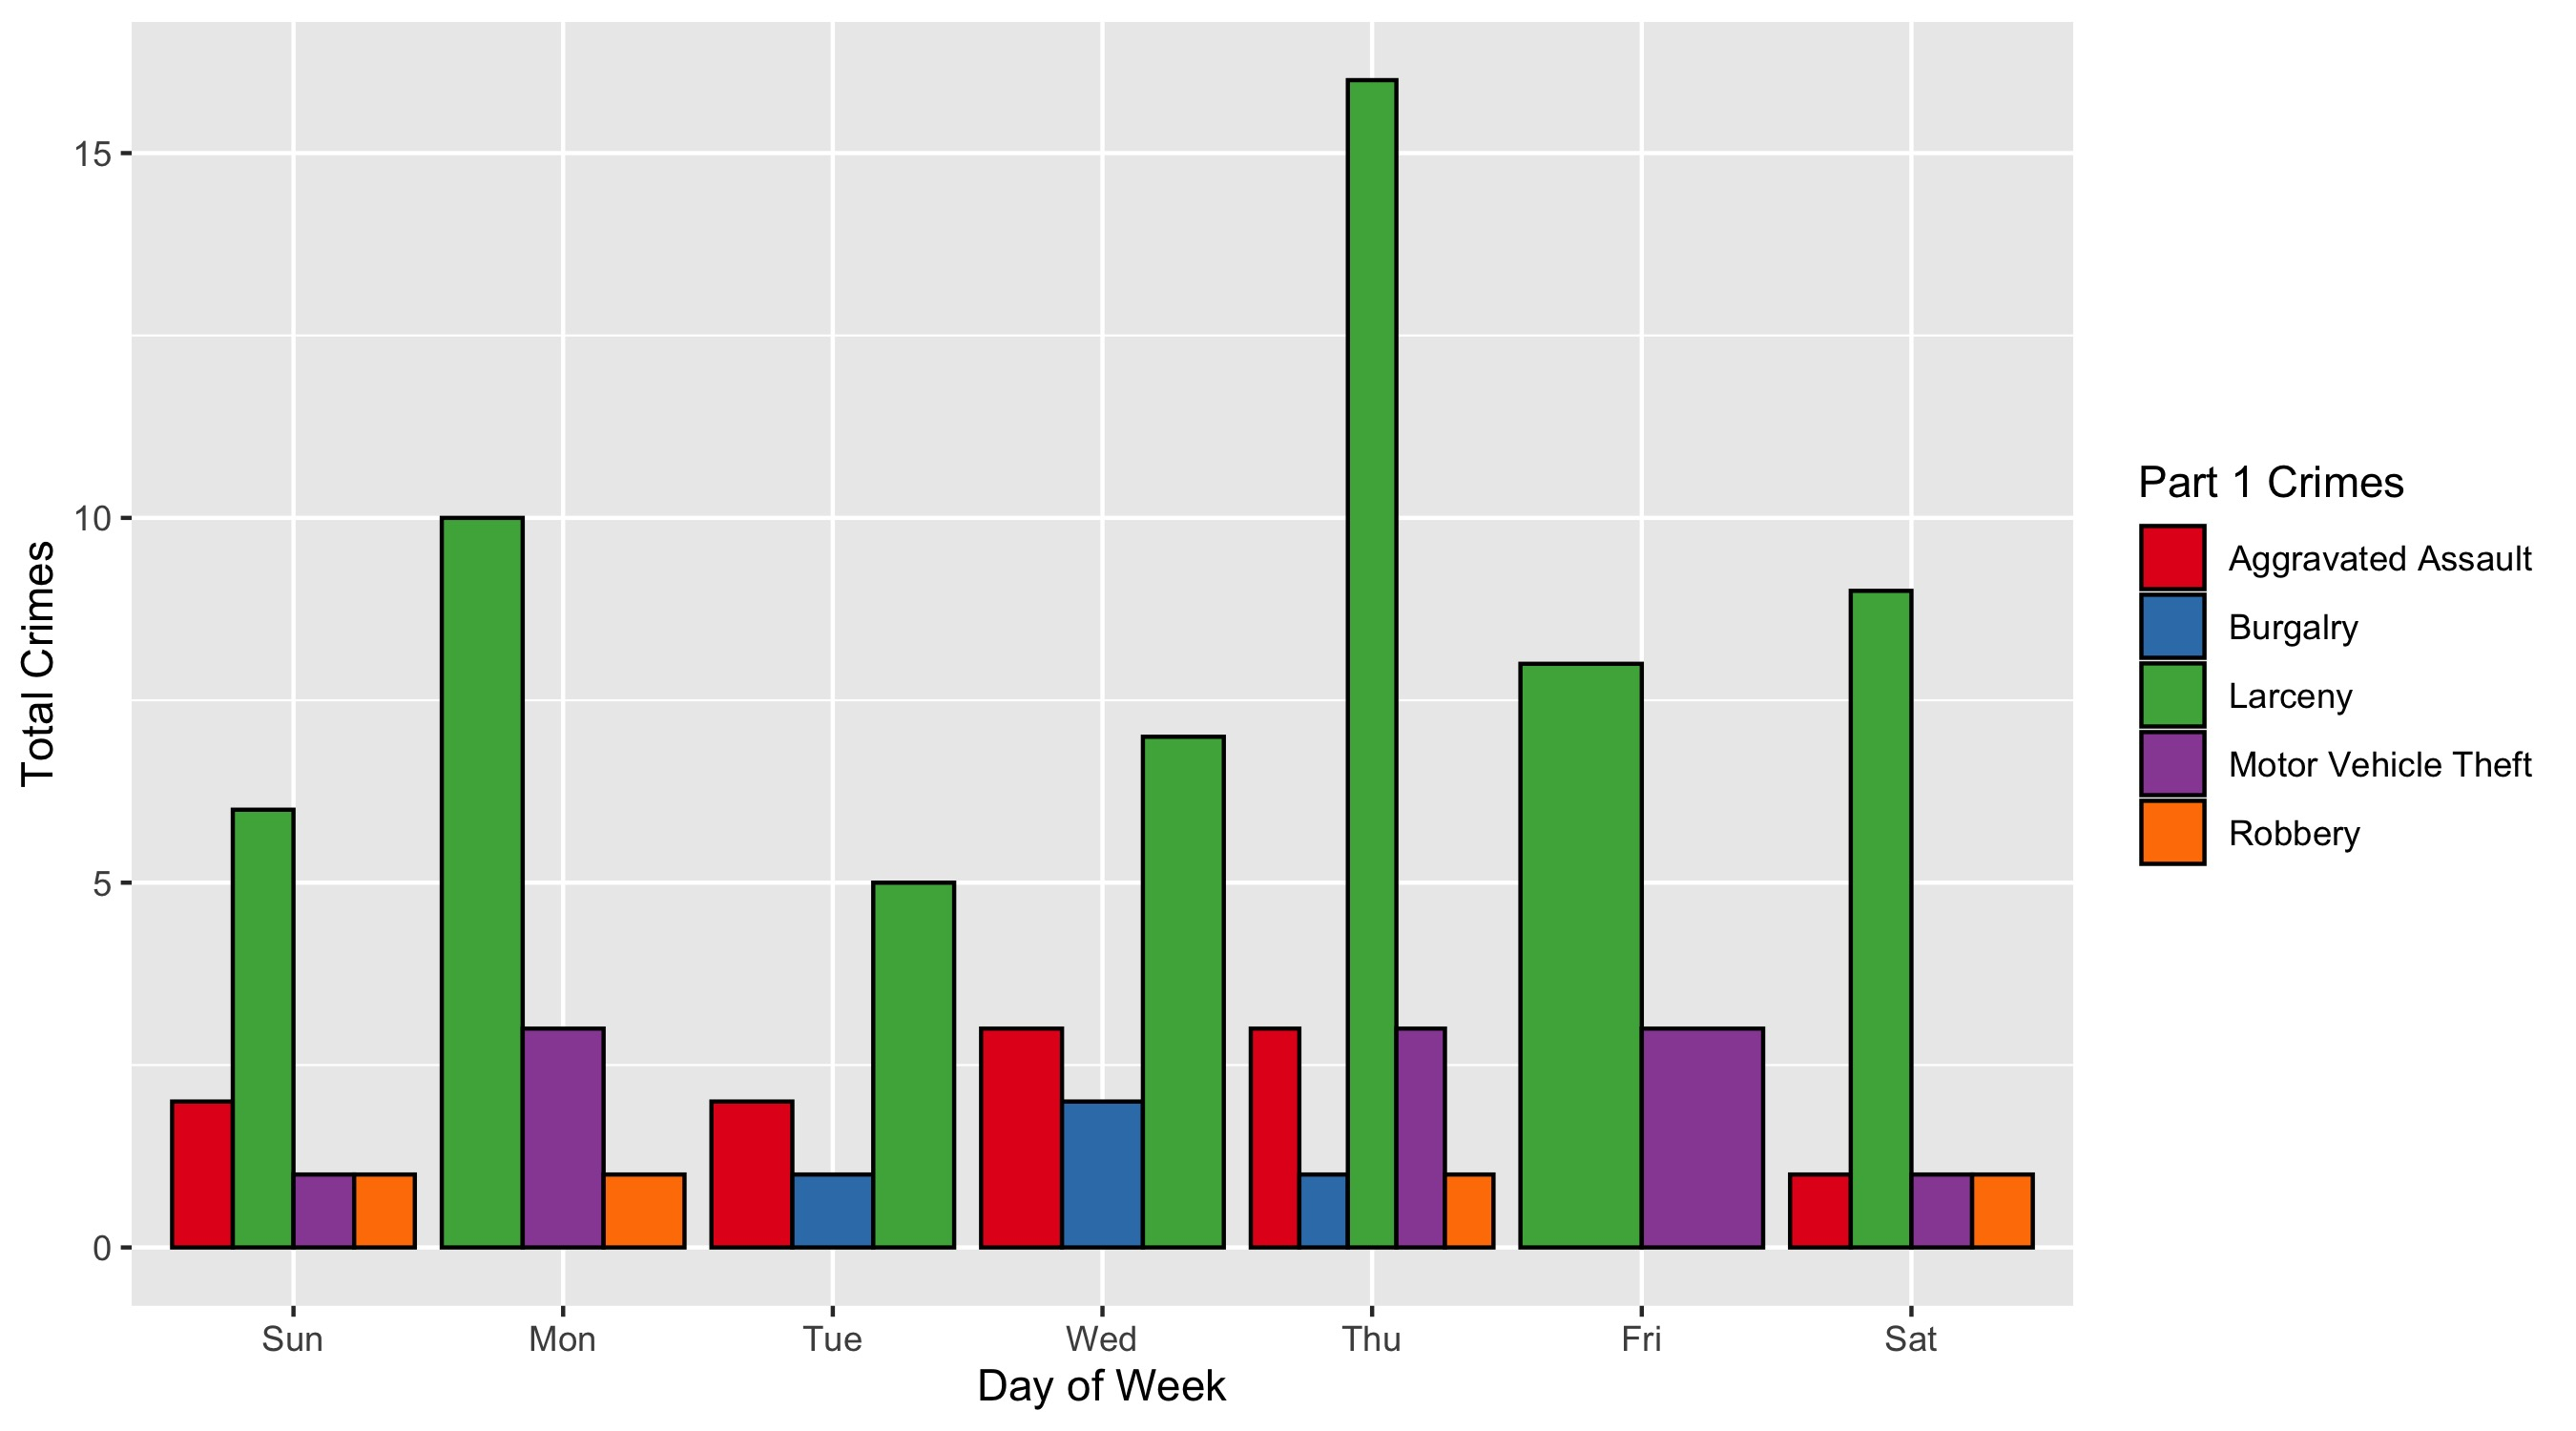 Total Crimes
15
10
5
0
Sun Mon Tue Wed Thu Fri Sat
Day of Week
Part 1 Crimes
Aggravated Assault
Burgalry
Larceny
Motor Vehicle Theft
Robbery